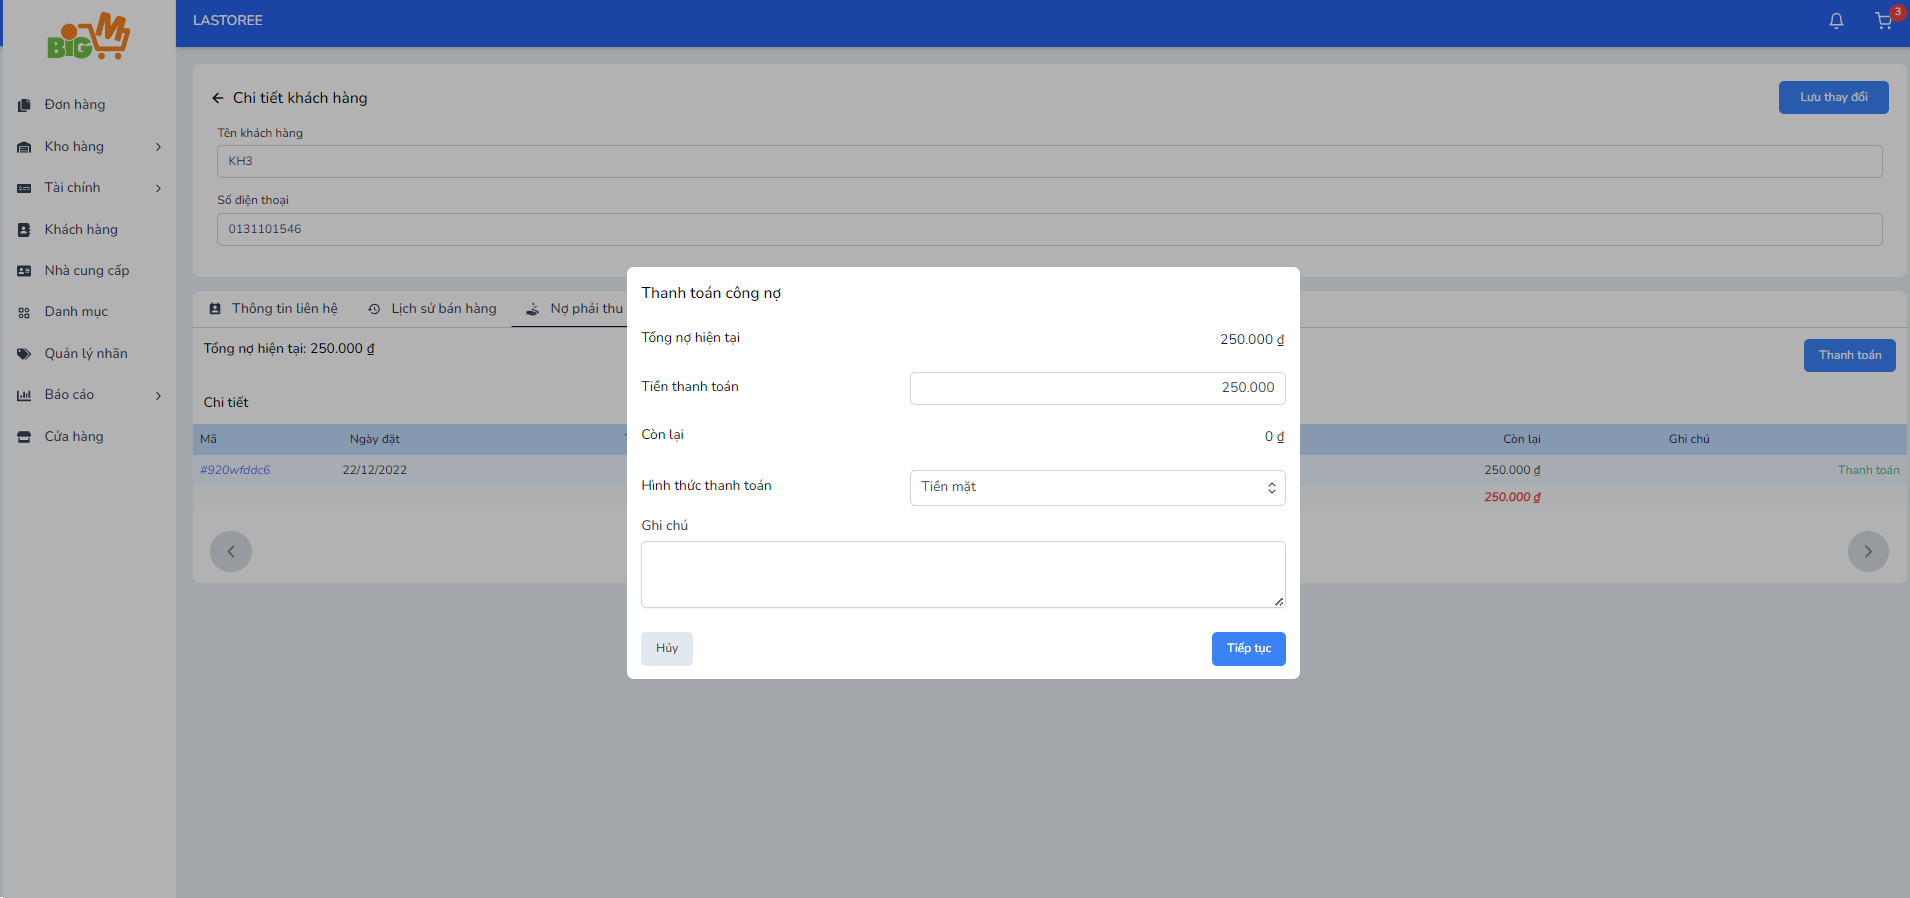 BiG M
LASTOREE
3
Đơn hàng
Kho hàng
Tài chính
Khách hàng
Nhà cung cấp
Danh mục
Quản lý nhãn
Báo cáo
Cửa hàng
Chi tiết khách hàng
Lưu thay đổi
Tên khách hàng
KH3
Số điện thoại
0131101546
Thông tin liên hệ
Lịch sử bán hàng
Nợ phải thu
Tổng nợ hiện tại: 250.000 ₫
Thanh toán
Chi tiết
Mã Ngày đặt Còn lại Ghi chú
#920wfddc6 22/12/2022 250.000 ₫ Thanh toán
250.000 ₫
Thanh toán công nợ
Tổng nợ hiện tại 250.000 ₫
Tiền thanh toán 250.000
Còn lại 0 ₫
Hình thức thanh toán Tiền mặt
Ghi chú
Hủy
Tiếp tục